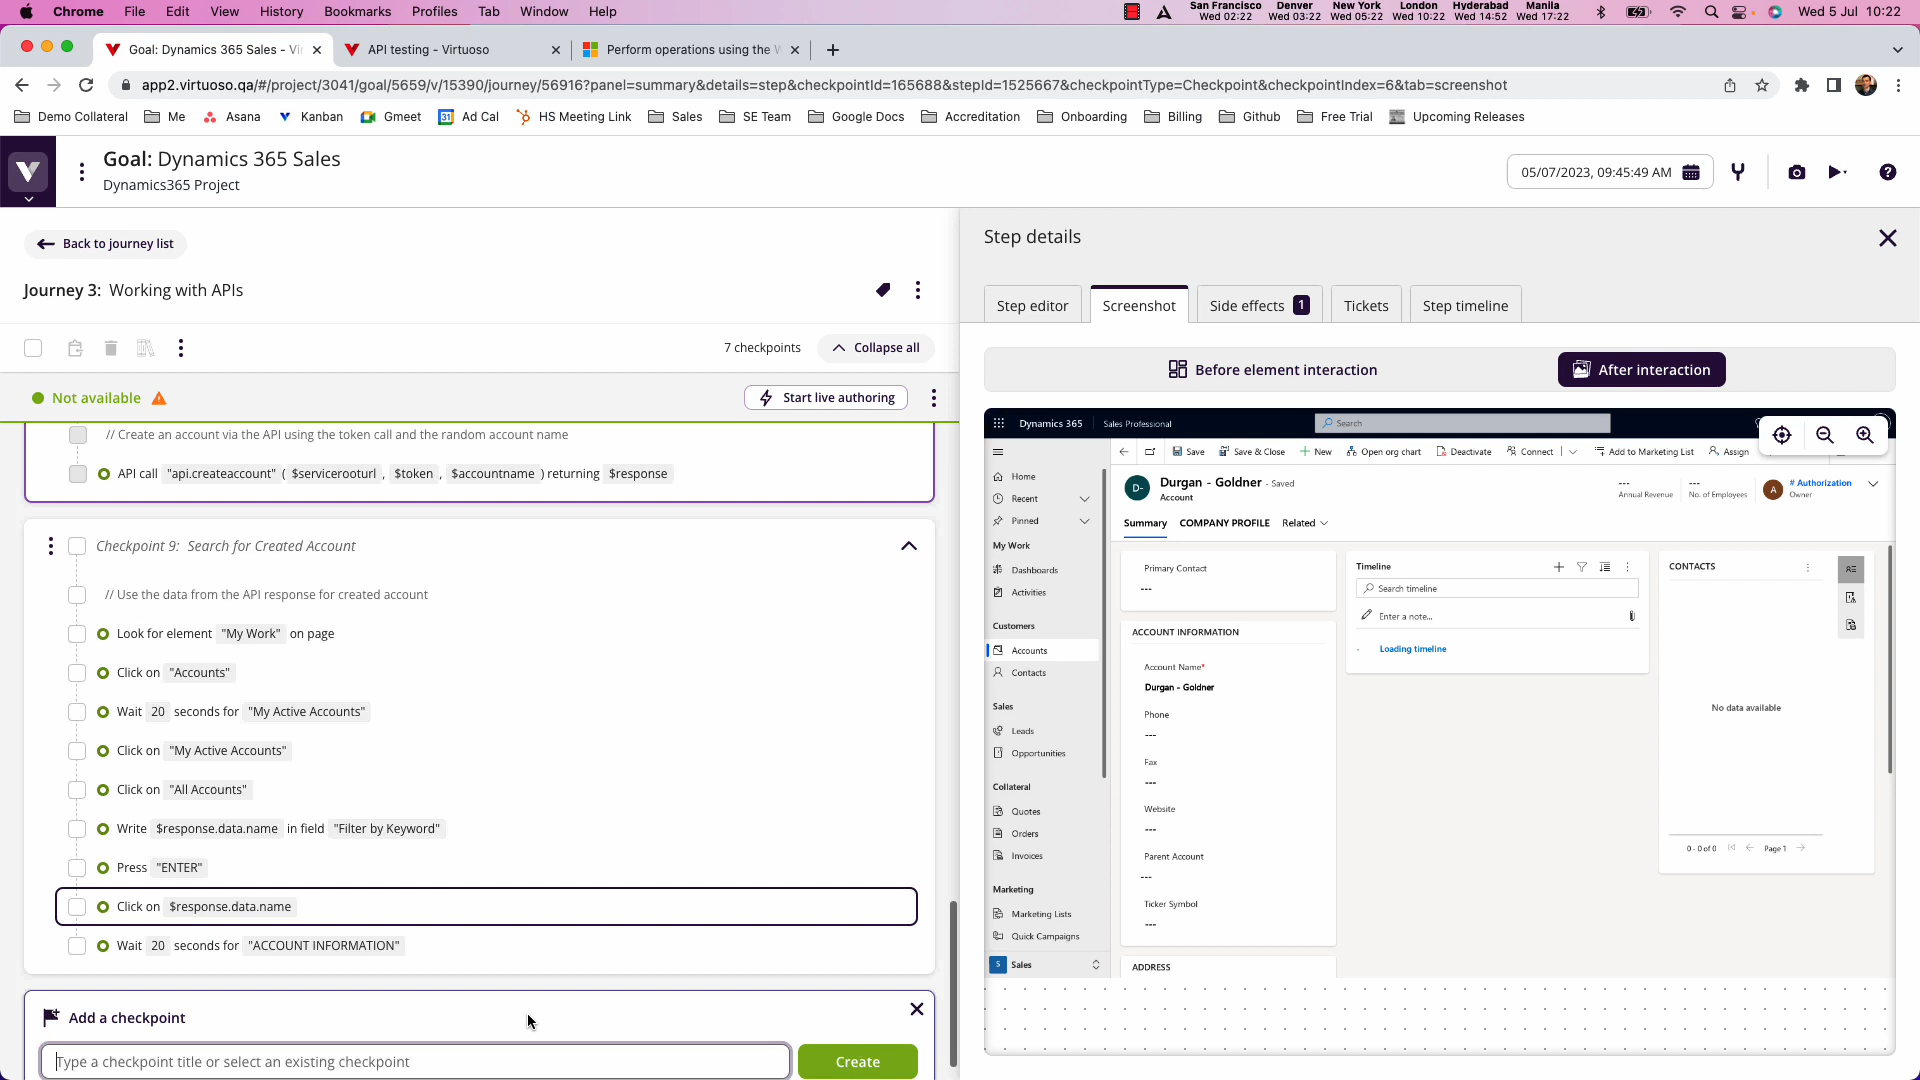 Chrome File Edit View History Bookmarks Profiles Tab Window Help
San Francisco Denver New York London Hyderabad Manila
Wed 02:22 Wed 03:22 Wed 05:22 Wed 10:22 Wed 14:52 Wed 17:22
Wed 5 Jul 10:22
Goal: Dynamics 365 Sales - Vir
API testing - Virtuoso
Perform operations using the W
app2.virtuoso.qa/#/project/3041/goal/5659/v/15390/journey/56916?panel=summary&details=step&checkpointId=165688&stepId=1525667&checkpointType=Checkpoint&checkpointIndex=6&tab=screenshot
Demo Collateral Me Asana Kanban Gmeet Ad Cal HS Meeting Link Sales SE Team Google Docs Accreditation Onboarding Billing Github Free Trial Upcoming Releases
Goal: Dynamics 365 Sales
Dynamics365 Project
05/07/2023, 09:45:49 AM
Back to journey list
Journey 3: Working with APIs
7 checkpoints
Collapse all
Not available
Start live authoring
// Create an account via the API using the token call and the random account name
API call "api.createaccount" ( $servicerooturl , $token , $accountname ) returning $response
Checkpoint 9: Search for Created Account
// Use the data from the API response for created account
Look for element "My Work" on page
Click on "Accounts"
Wait 20 seconds for "My Active Accounts"
Click on "My Active Accounts"
Click on "All Accounts"
Write $response.data.name in field "Filter by Keyword"
Press "ENTER"
Click on $response.data.name
Wait 20 seconds for "ACCOUNT INFORMATION"
Add a checkpoint
Type a checkpoint title or select an existing checkpoint
Create
Step details
Step editor Screenshot Side effects 1 Tickets Step timeline
Before element interaction
After interaction
Dynamics 365 Sales Professional
Search
Save Save & Close New Open org chart Deactivate Connect Add to Marketing List Assign
Home
Recent
Pinned
My Work
Dashboards
Activities
Customers
Accounts
Contacts
Sales
Leads
Opportunities
Collateral
Quotes
Orders
Invoices
Marketing
Marketing Lists
Quick Campaigns
S Sales
D-
Durgan - Goldner - Saved
Account
---
Annual Revenue
---
No. of Employees
A
# Authorization
Owner
Summary COMPANY PROFILE Related
Primary Contact
---
ACCOUNT INFORMATION
Account Name*
Durgan - Goldner
Phone
---
Fax
---
Website
---
Parent Account
---
Ticker Symbol
---
ADDRESS
Timeline
Search timeline
Enter a note...
Loading timeline
CONTACTS
No data available
0 - 0 of 0 Page 1